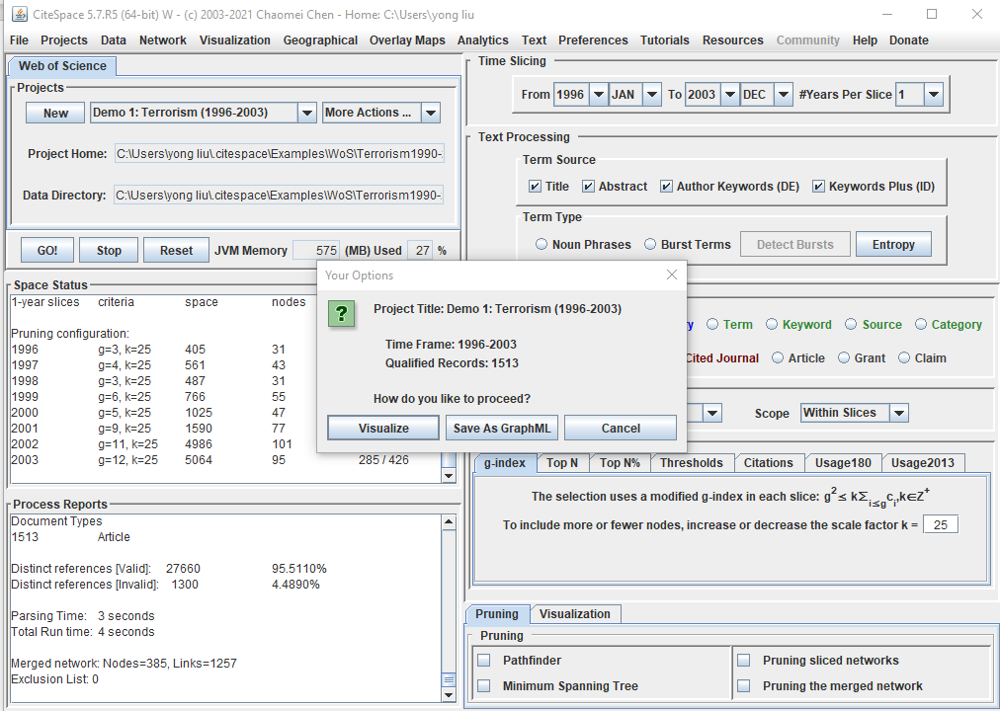 CiteSpace 5.7.R5 (64-bit) W - (c) 2003-2021 Chaomei Chen - Home: C:\Users\yong liu
File Projects Data Network Visualization Geographical Overlay Maps Analytics Text Preferences Tutorials Resources Community Help Donate
Web of Science
Projects
New Demo 1: Terrorism (1996-2003) More Actions ...
Project Home: C:\Users\yong liu\.citespace\Examples\WoS\Terrorism1990-
Data Directory: C:\Users\yong liu\.citespace\Examples\WoS\Terrorism1990-
GO! Stop Reset JVM Memory 575 (MB) Used 27 %
Space Status
1-year slices criteria space nodes
Pruning configuration:
1996 g=3, k=25 405 31
1997 g=4, k=25 561 43
1998 g=3, k=25 487 31
1999 g=6, k=25 766 55
2000 g=5, k=25 1025 47
2001 g=9, k=25 1590 77
2002 g=11, k=25 4986 101
2003 g=12, k=25 5064 95 285 / 426
Process Reports
Document Types
1513 Article
Distinct references [Valid]: 27660 95.5110%
Distinct references [Invalid]: 1300 4.4890%
Parsing Time: 3 seconds
Total Run time: 4 seconds
Merged network: Nodes=385, Links=1257
Exclusion List: 0
Time Slicing
From 1996 JAN To 2003 DEC #Years Per Slice 1
Text Processing
Term Source
Title Abstract Author Keywords (DE) Keywords Plus (ID)
Term Type
Noun Phrases Burst Terms Detect Bursts Entropy
Your Options
Project Title: Demo 1: Terrorism (1996-2003)
Time Frame: 1996-2003
Qualified Records: 1513
How do you like to proceed?
Visualize Save As GraphML Cancel
Term Keyword Source Category
Cited Journal Article Grant Claim
Scope Within Slices
g-index Top N Top N% Thresholds Citations Usage180 Usage2013
The selection uses a modified g-index in each slice: g² ≤ kΣi≤g ci, k∈Z⁺
To include more or fewer nodes, increase or decrease the scale factor k = 25
Pruning Visualization
Pruning
Pathfinder Pruning sliced networks
Minimum Spanning Tree Pruning the merged network